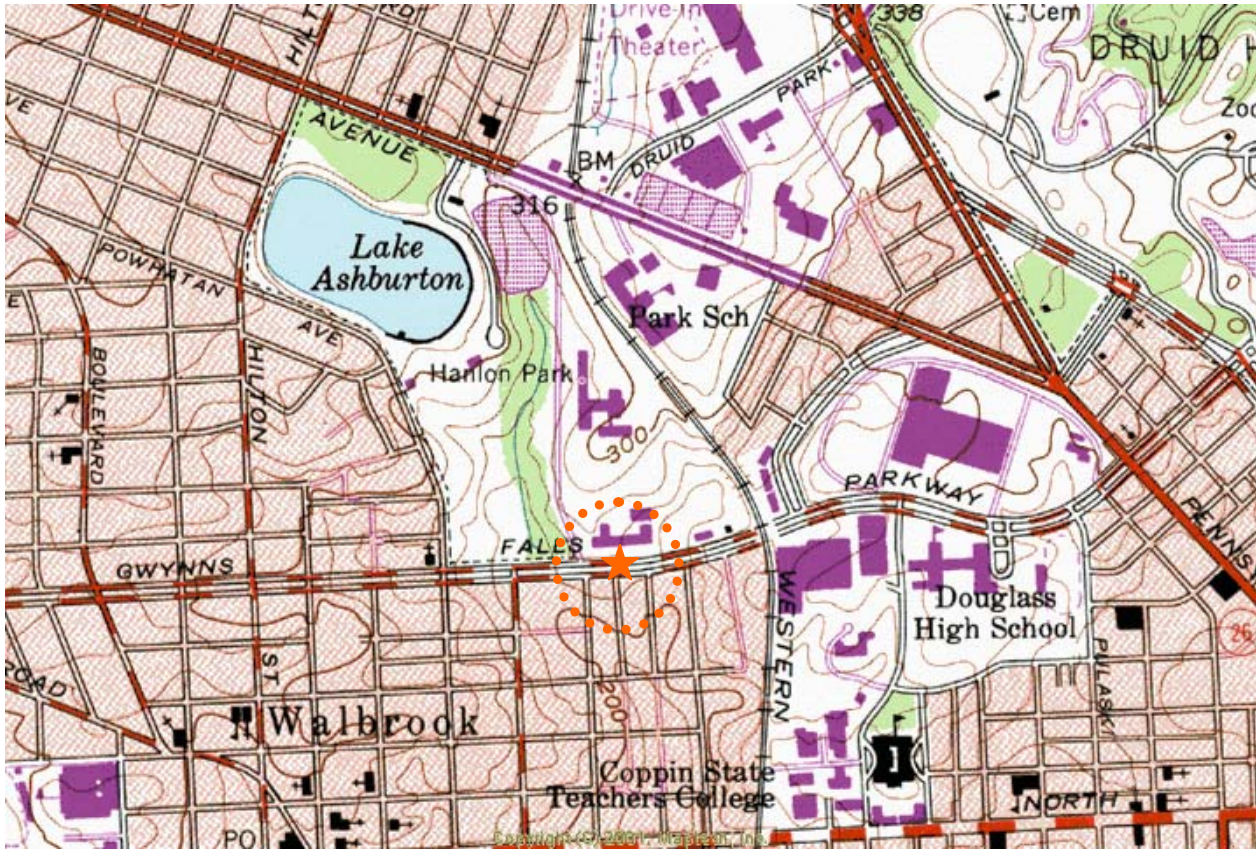 Drive-In
Theater
338
Cem
DRUID
PARK
DRUID
AVENUE
BM
316
Lake
Ashburton
POWHATAN
AVE
Park Sch
Hanlon Park
BOULEVARD
HILTON
300
PARKWAY
FALLS
GWYNNS
WESTERN
Douglass
High School
PULASKI
26
ST
ROAD
200
Walbrook
Coppin State
Teachers College
NORTH
PO
Copyright (C) 2001, Maptech, Inc.